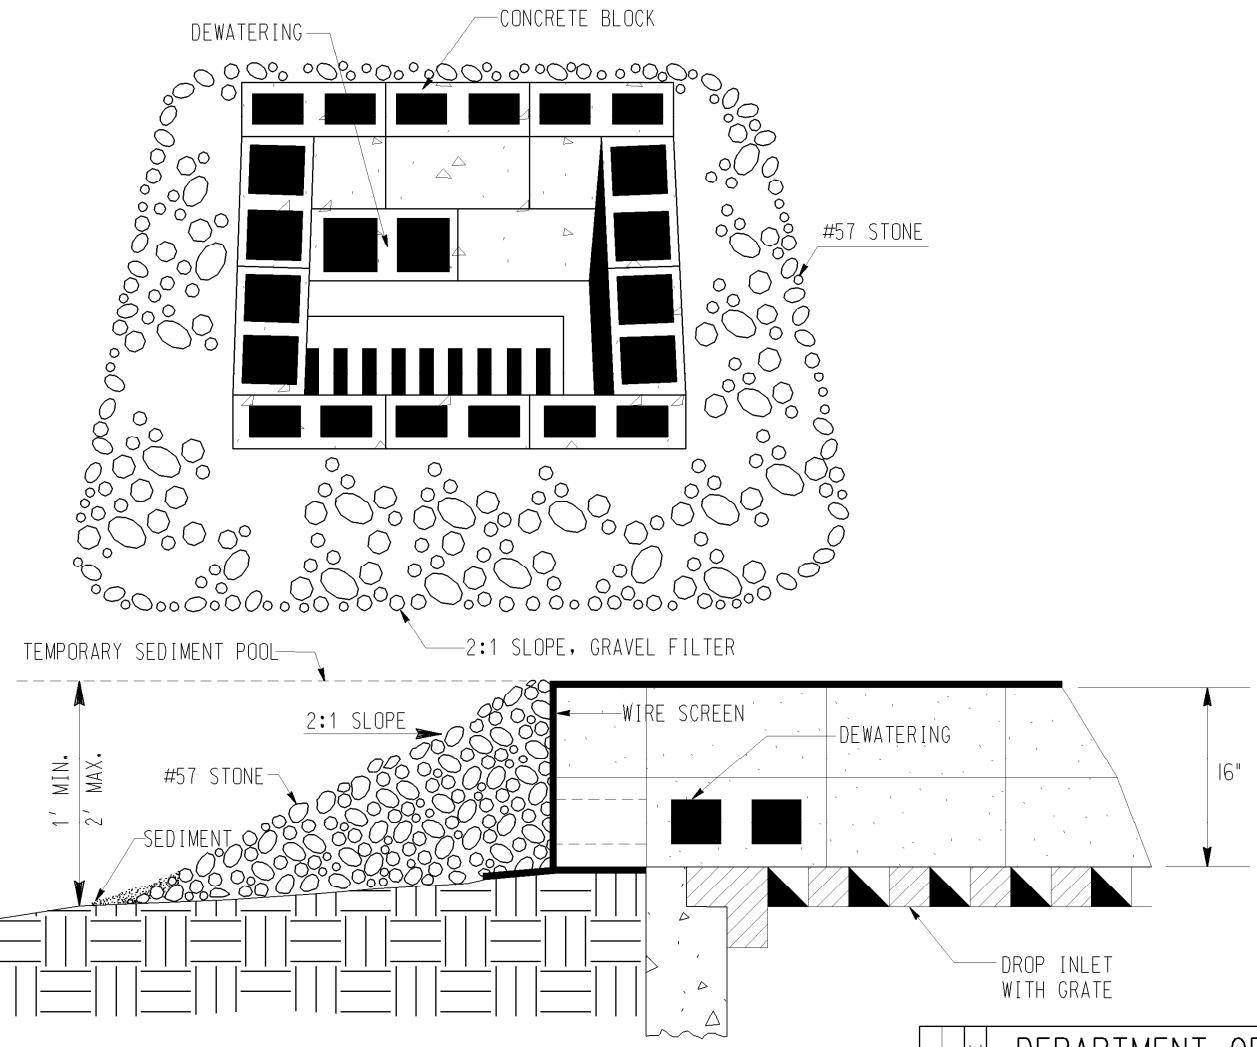 CONCRETE BLOCK
DEWATERING
#57 STONE
2:1 SLOPE, GRAVEL FILTER
TEMPORARY SEDIMENT POOL
2:1 SLOPE
WIRE SCREEN
DEWATERING
#57 STONE
1' MIN.
2' MAX.
16"
SEDIMENT
DROP INLET
WITH GRATE
DEPARTMENT